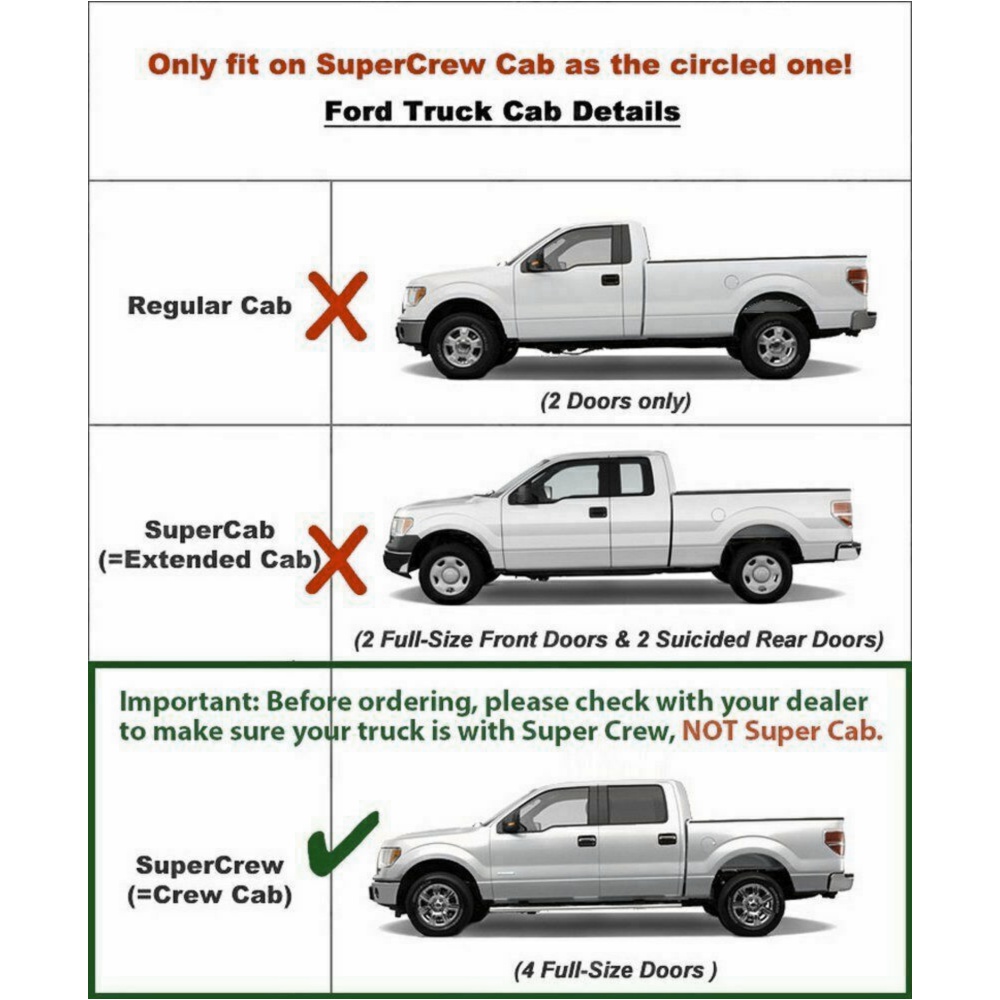 Only fit on SuperCrew Cab as the circled one!
Ford Truck Cab Details
Regular Cab
(2 Doors only)
SuperCab
(=Extended Cab)
(2 Full-Size Front Doors & 2 Suicided Rear Doors)
Important: Before ordering, please check with your dealer
to make sure your truck is with Super Crew, NOT Super Cab.
SuperCrew
(=Crew Cab)
(4 Full-Size Doors )